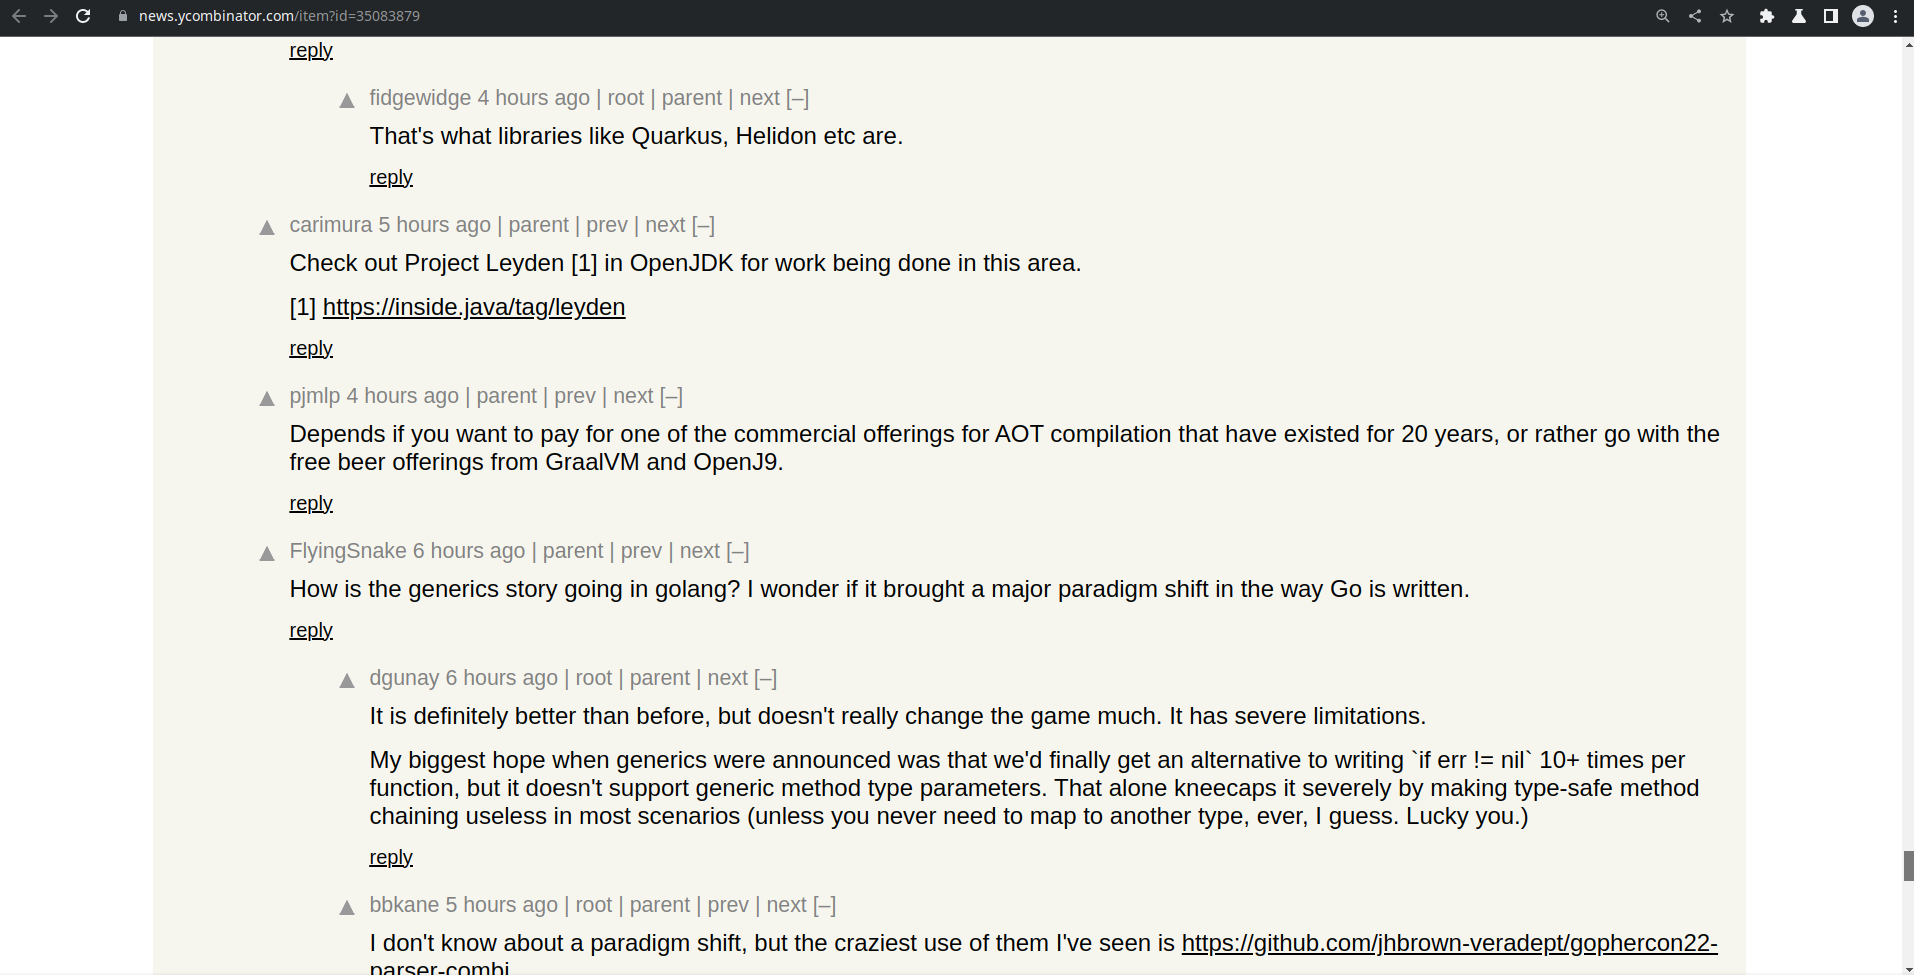 news.ycombinator.com/item?id=35083879
reply
▲ fidgewidge 4 hours ago | root | parent | next [–]
That's what libraries like Quarkus, Helidon etc are.
reply
▲ carimura 5 hours ago | parent | prev | next [–]
Check out Project Leyden [1] in OpenJDK for work being done in this area.
[1] https://inside.java/tag/leyden
reply
▲ pjmlp 4 hours ago | parent | prev | next [–]
Depends if you want to pay for one of the commercial offerings for AOT compilation that have existed for 20 years, or rather go with the
free beer offerings from GraalVM and OpenJ9.
reply
▲ FlyingSnake 6 hours ago | parent | prev | next [–]
How is the generics story going in golang? I wonder if it brought a major paradigm shift in the way Go is written.
reply
▲ dgunay 6 hours ago | root | parent | next [–]
It is definitely better than before, but doesn't really change the game much. It has severe limitations.
My biggest hope when generics were announced was that we'd finally get an alternative to writing `if err != nil` 10+ times per
function, but it doesn't support generic method type parameters. That alone kneecaps it severely by making type-safe method
chaining useless in most scenarios (unless you never need to map to another type, ever, I guess. Lucky you.)
reply
▲ bbkane 5 hours ago | root | parent | prev | next [–]
I don't know about a paradigm shift, but the craziest use of them I've seen is https://github.com/jhbrown-veradept/gophercon22-
parser-combi